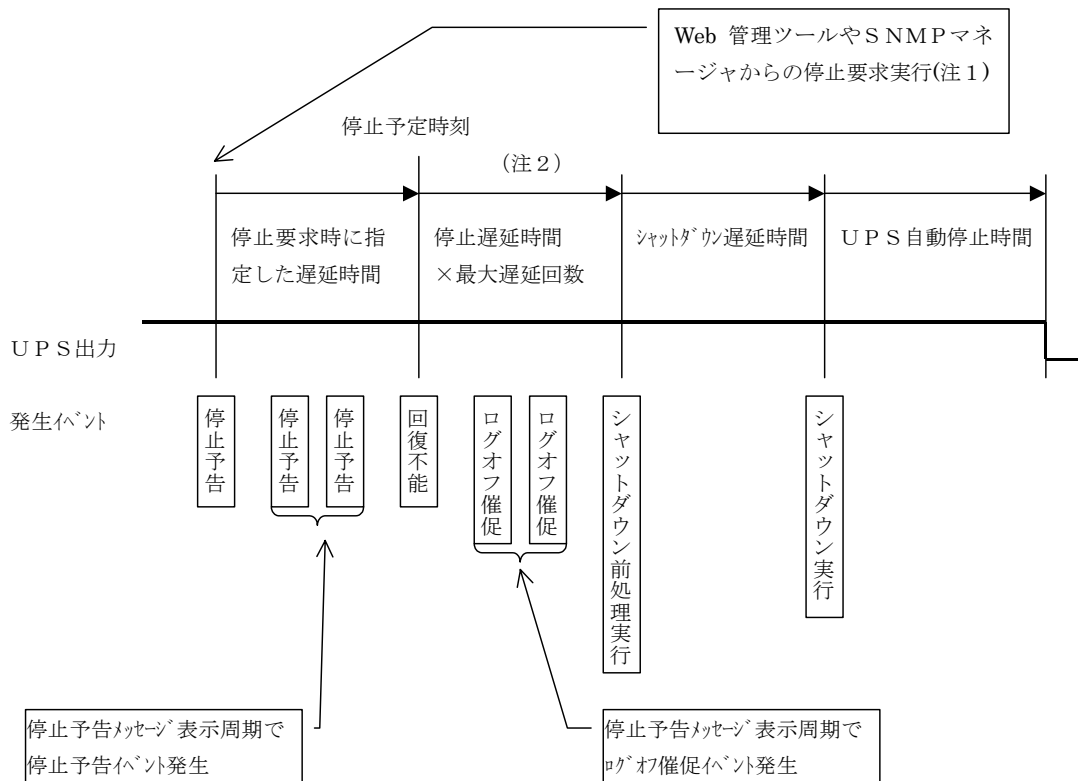 Web 管理ツールやＳＮＭＰマネ
ージャからの停止要求実行(注１)
停止予定時刻
(注２)
停止要求時に指
定した遅延時間
停止遅延時間
×最大遅延回数
ｼｬｯﾄﾀﾞｳﾝ遅延時間
ＵＰＳ自動停止時間
ＵＰＳ出力
発生ｲﾍﾞﾝﾄ
停止予告
停止予告
停止予告
回復不能
ログオフ催促
ログオフ催促
シャットダウン前処理実行
シャットダウン実行
停止予告ﾒｯｾｰｼﾞ表示周期で
停止予告ｲﾍﾞﾝﾄ発生
停止予告ﾒｯｾｰｼﾞ表示周期で
ﾛｸﾞｵﾌ催促ｲﾍﾞﾝﾄ発生